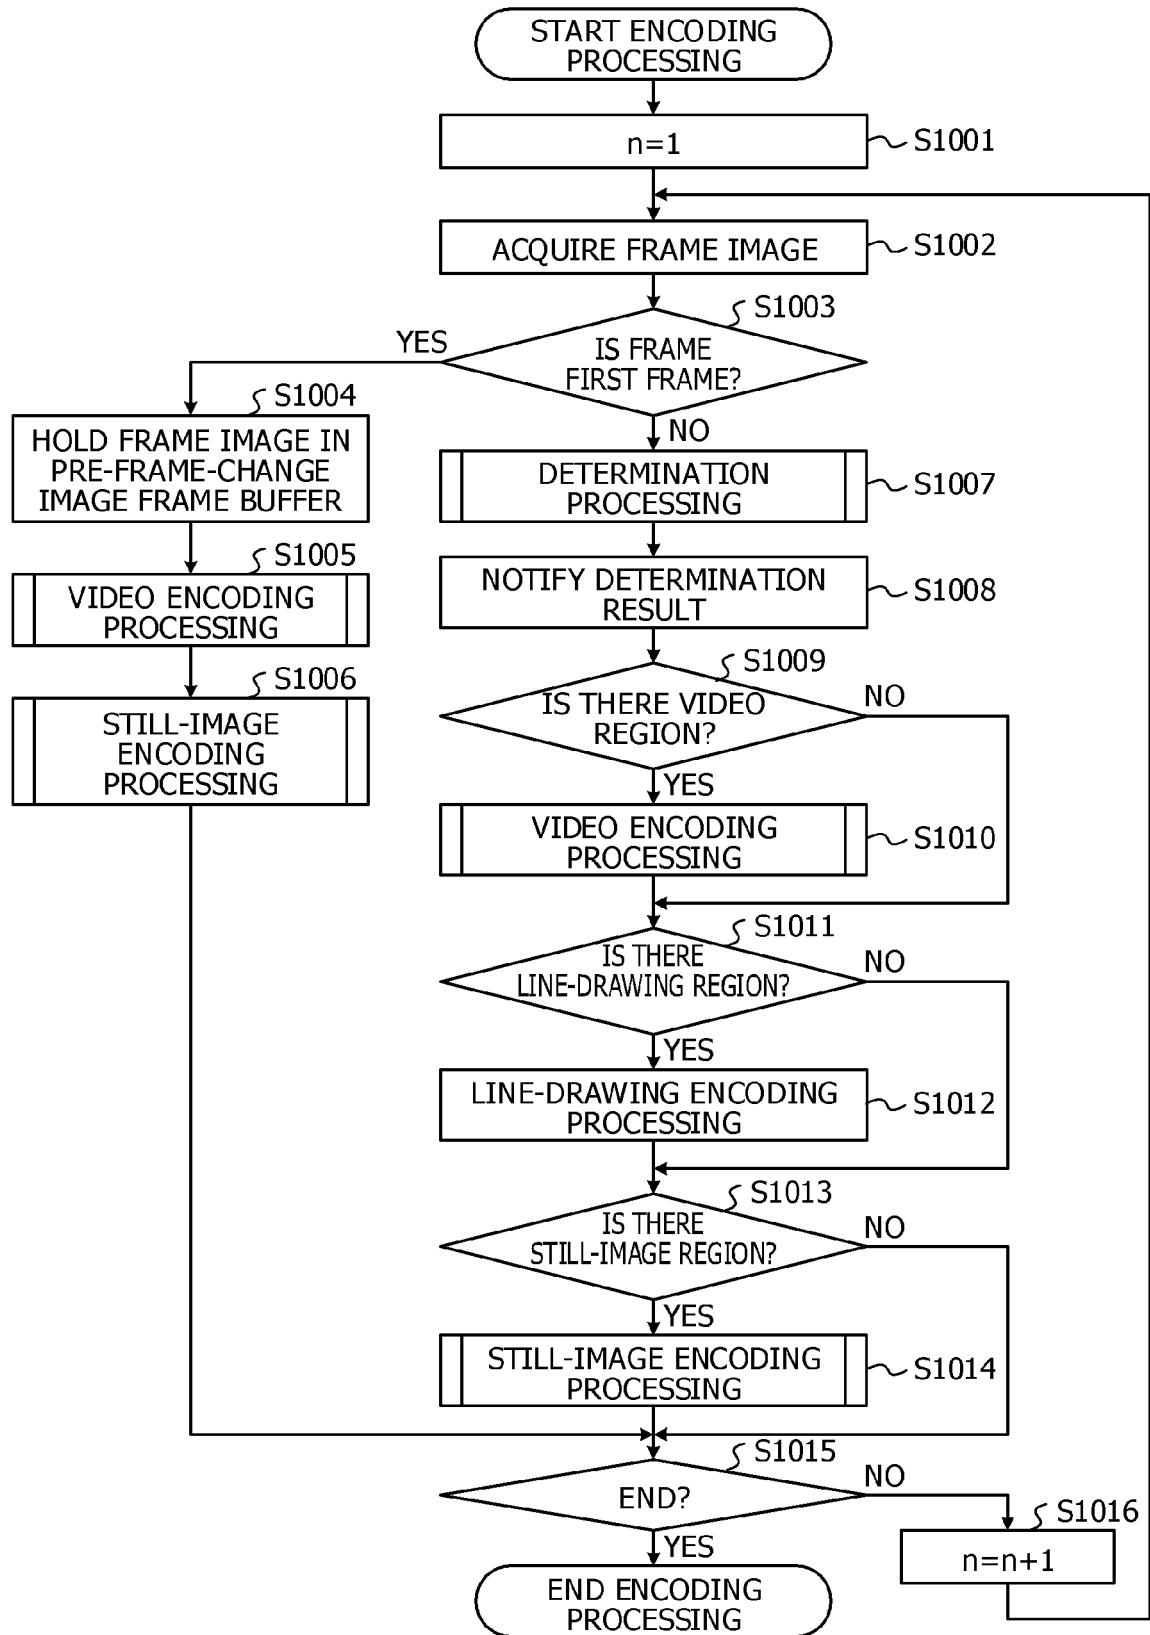 START ENCODING
PROCESSING
n=1
S1001
ACQUIRE FRAME IMAGE
S1002
S1003
IS FRAME
FIRST FRAME?
YES
NO
S1004
HOLD FRAME IMAGE IN
PRE-FRAME-CHANGE
IMAGE FRAME BUFFER
S1005
VIDEO ENCODING
PROCESSING
S1006
STILL-IMAGE
ENCODING
PROCESSING
DETERMINATION
PROCESSING
S1007
NOTIFY DETERMINATION
RESULT
S1008
S1009
IS THERE VIDEO
REGION?
NO
YES
VIDEO ENCODING
PROCESSING
S1010
S1011
IS THERE
LINE-DRAWING REGION?
NO
YES
LINE-DRAWING ENCODING
PROCESSING
S1012
S1013
IS THERE
STILL-IMAGE REGION?
NO
YES
STILL-IMAGE ENCODING
PROCESSING
S1014
S1015
END?
NO
YES
S1016
n=n+1
END ENCODING
PROCESSING